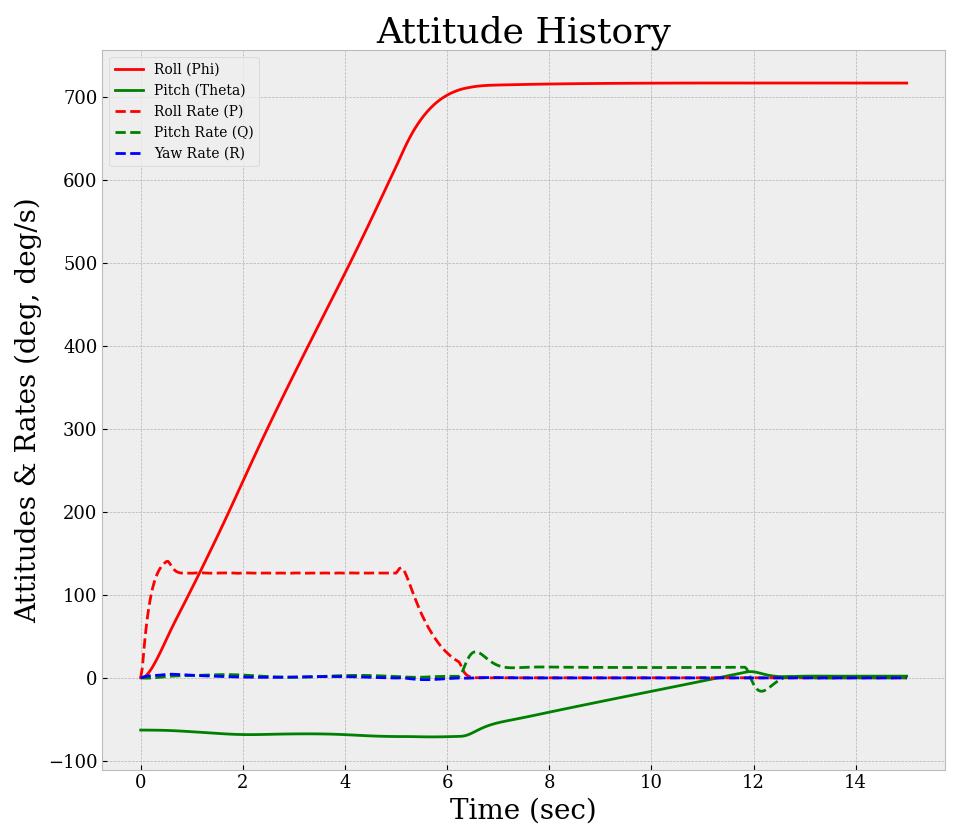 Attitude History
Roll (Phi)
Pitch (Theta)
Roll Rate (P)
Pitch Rate (Q)
Yaw Rate (R)
Attitudes & Rates (deg, deg/s)
700
600
500
400
300
200
100
0
−100
0 2 4 6 8 10 12 14
Time (sec)